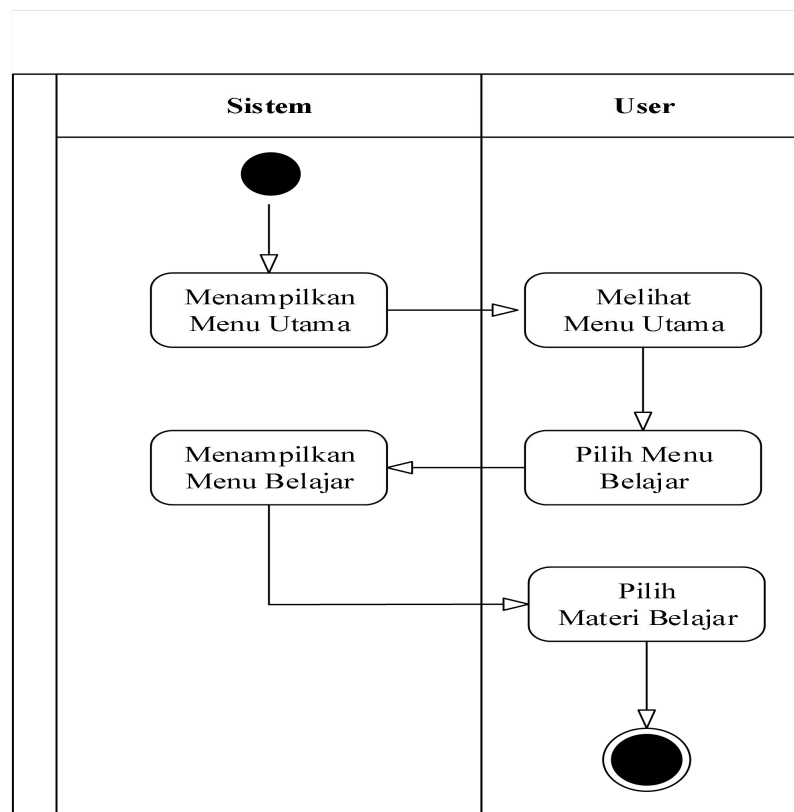 Sistem
User
Menampilkan
Menu Utama
Melihat
Menu Utama
Menampilkan
Menu Belajar
Pilih Menu
Belajar
Pilih
Materi Belajar